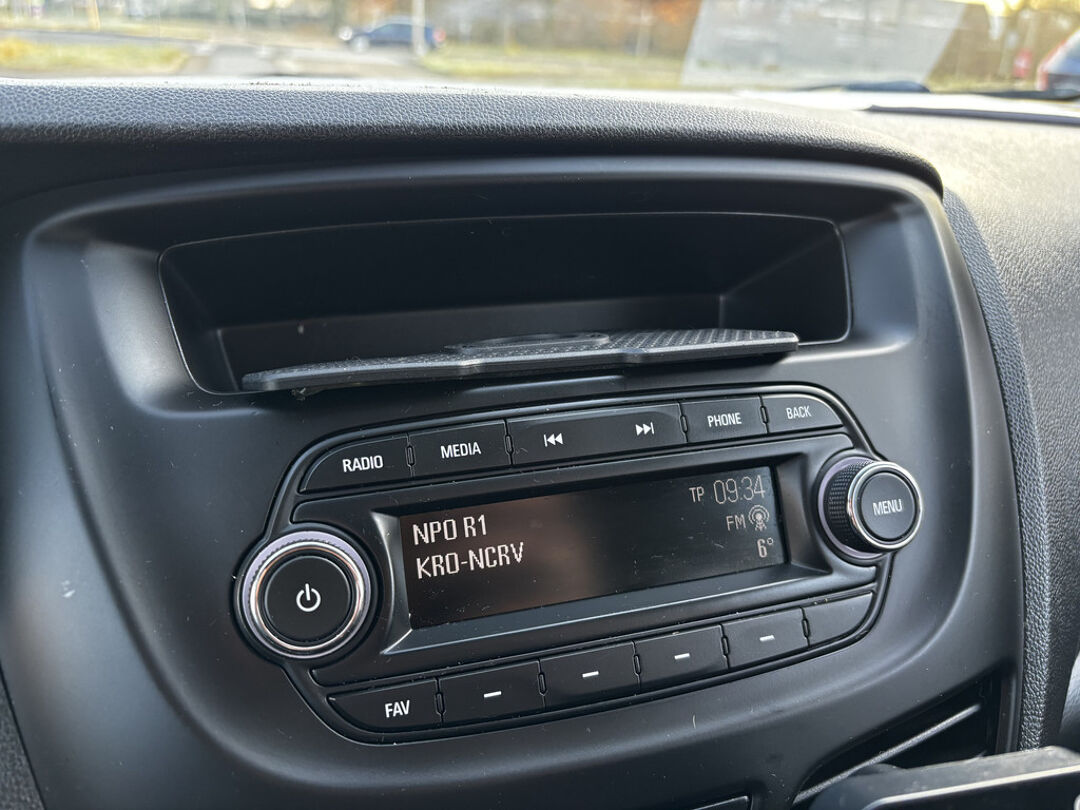 RADIO MEDIA PHONE BACK
NPO R1
KRO-NCRV
TP 09:34
FM
6°
MENU
FAV